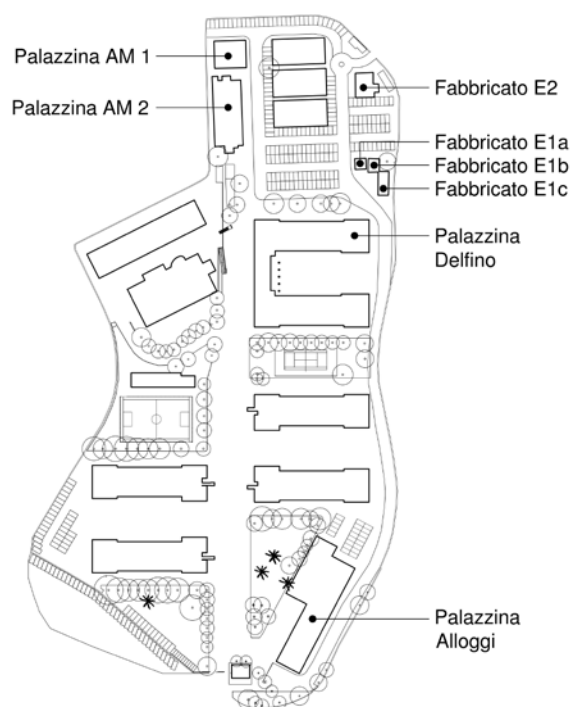 Palazzina AM 1
Palazzina AM 2
Fabbricato E2
Fabbricato E1a
Fabbricato E1b
Fabbricato E1c
Palazzina
Delfino
Palazzina
Alloggi